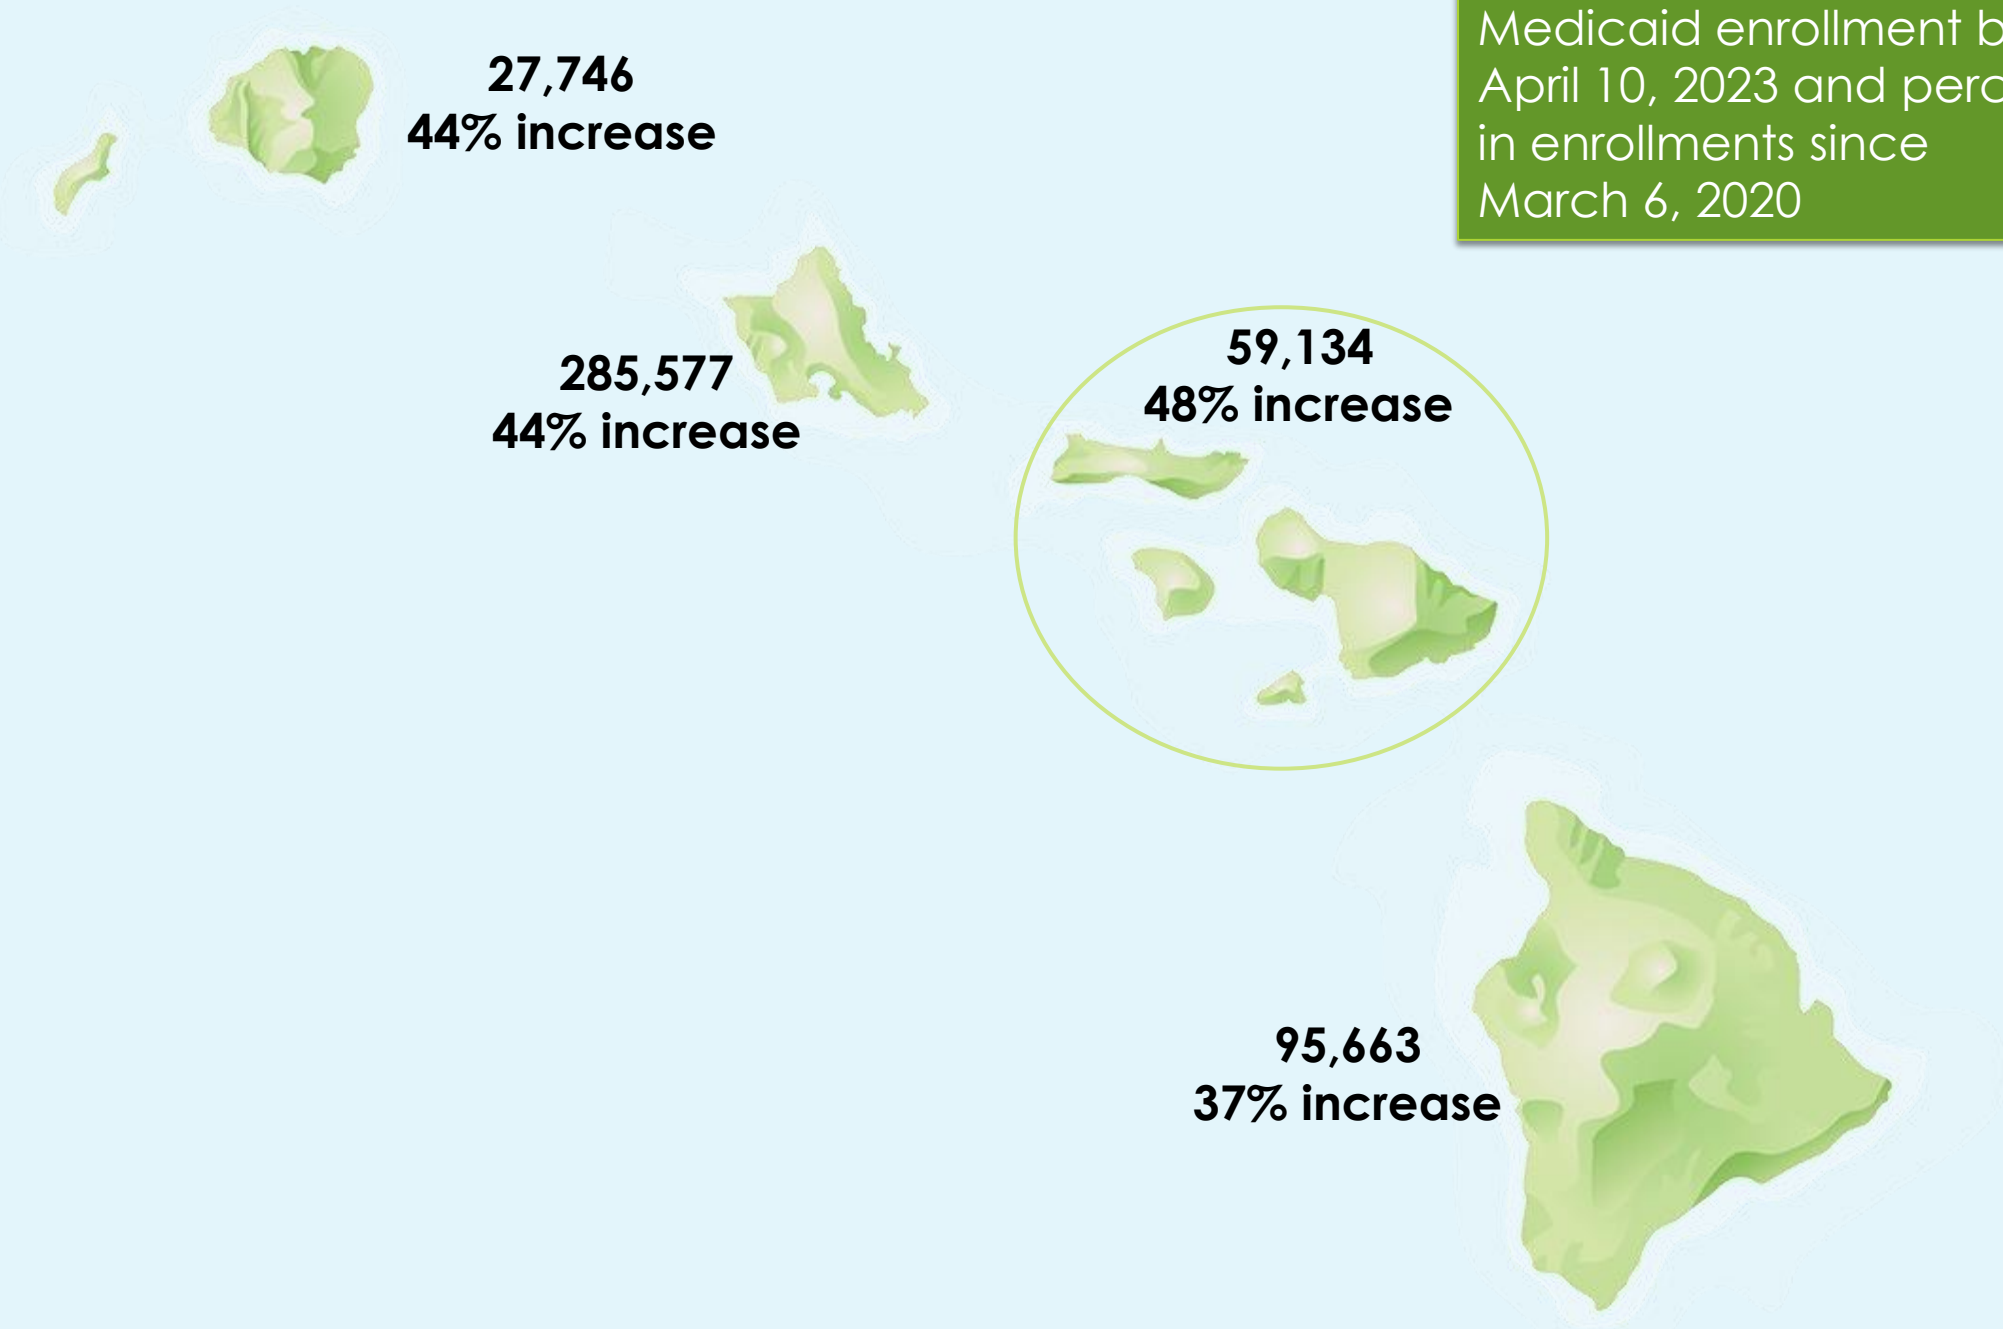 Medicaid enrollment
April 10, 2023 and
in enrollments since
March 6, 2020
27,746
44% increase
285,577
44% increase
59,134
48% increase
95,663
37% increase